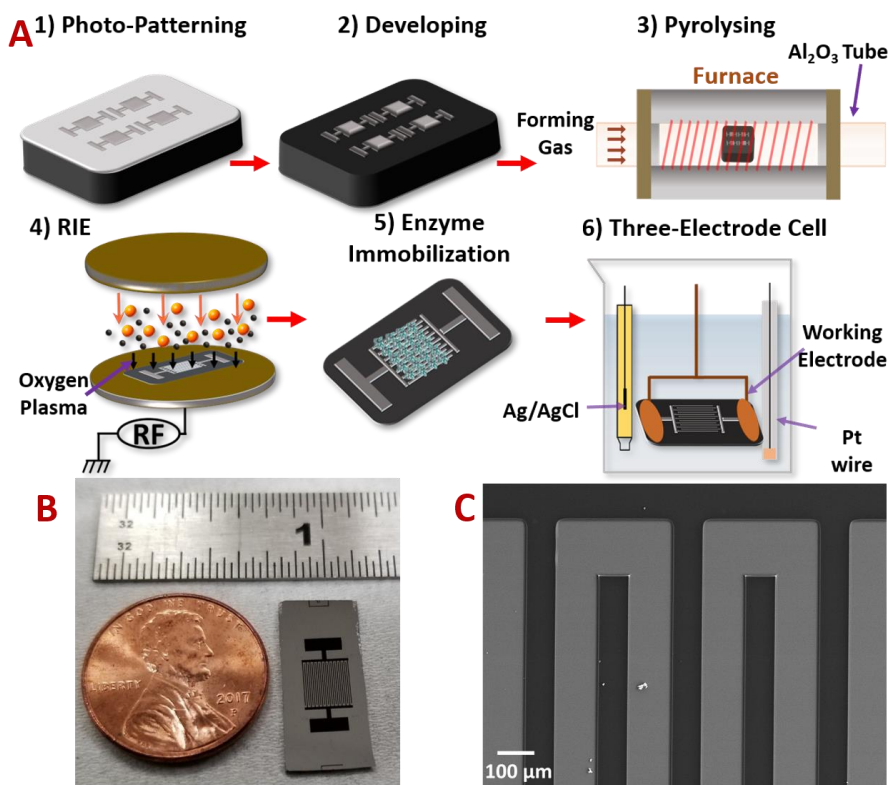 A
1) Photo-Patterning
2) Developing
3) Pyrolysing
Al₂O₃ Tube
Furnace
Forming
Gas
4) RIE
Oxygen
Plasma
RF
5) Enzyme
Immobilization
6) Three-Electrode Cell
Working
Electrode
Ag/AgCl
Pt
wire
B
32
32
1
LIBERTY
2017
C
100 µm